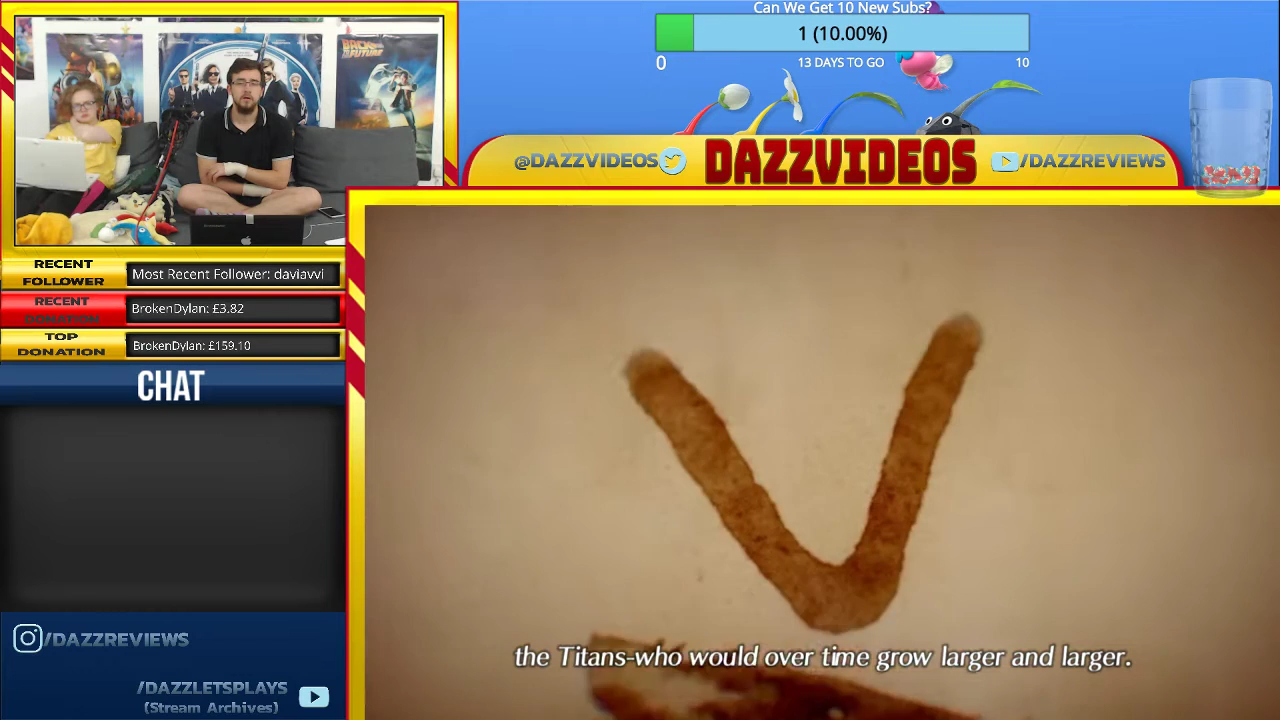 Can We Get 10 New Subs?
1 (10.00%)
0
13 DAYS TO GO
10
@DAZZVIDEOS
DAZZVIDEOS
/DAZZREVIEWS
BACK
FUTURE
RECENT
FOLLOWER
Most Recent Follower: daviavvi
RECENT
DONATION
BrokenDylan: £3.82
TOP
DONATION
BrokenDylan: £159.10
CHAT
the Titans-who would over time grow larger and larger.
/DAZZREVIEWS
/DAZZLETSPLAYS
(Stream Archives)